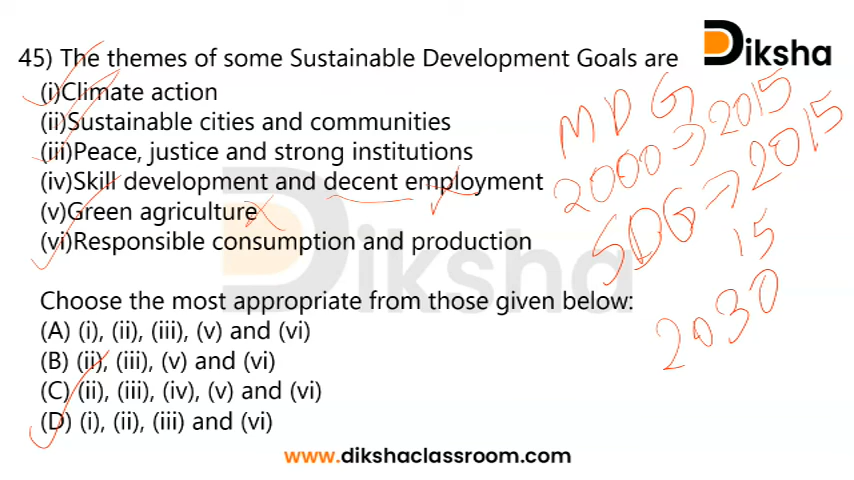 45) The themes of some Sustainable Development Goals are
Diksha
(i)Climate action
(ii)Sustainable cities and communities
(iii)Peace, justice and strong institutions
(iv)Skill development and decent employment
(v)Green agriculture
(vi)Responsible consumption and production
MDG
2000→2015
SDG→2015
15
2030
Diksha
Choose the most appropriate from those given below:
(A) (i), (ii), (iii), (v) and (vi)
(B) (ii), (iii), (v) and (vi)
(C) (ii), (iii), (iv), (v) and (vi)
(D) (i), (ii), (iii) and (vi)
www.dikshaclassroom.com